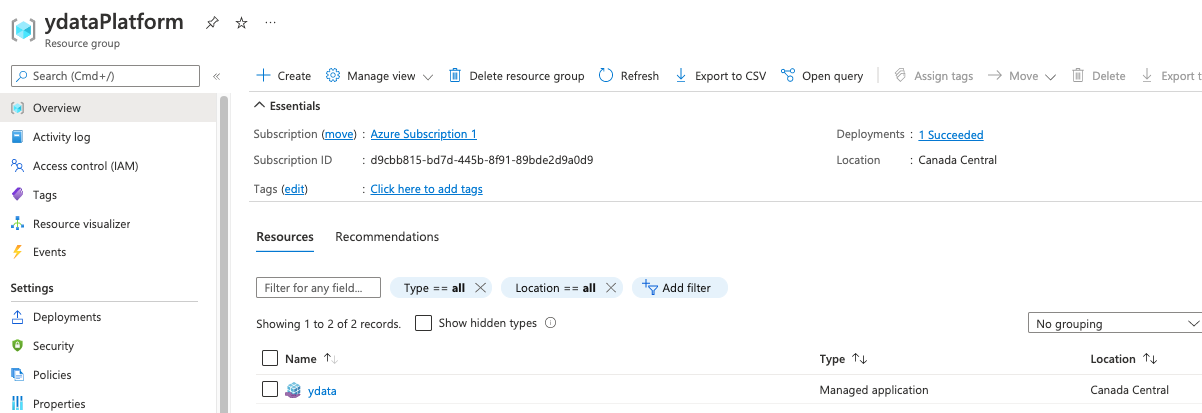 ydataPlatform
Resource group
Search (Cmd+/)
Overview
Activity log
Access control (IAM)
Tags
Resource visualizer
Events
Settings
Deployments
Security
Policies
Properties
Create Manage view Delete resource group Refresh Export to CSV Open query Assign tags Move Delete Export t
Essentials
Subscription (move) : Azure Subscription 1 Deployments : 1 Succeeded
Subscription ID : d9cbb815-bd7d-445b-8f91-89bde2d9a0d9 Location : Canada Central
Tags (edit) : Click here to add tags
Resources Recommendations
Filter for any field... Type == all Location == all Add filter
Showing 1 to 2 of 2 records. Show hidden types No grouping
Name Type Location
ydata Managed application Canada Central